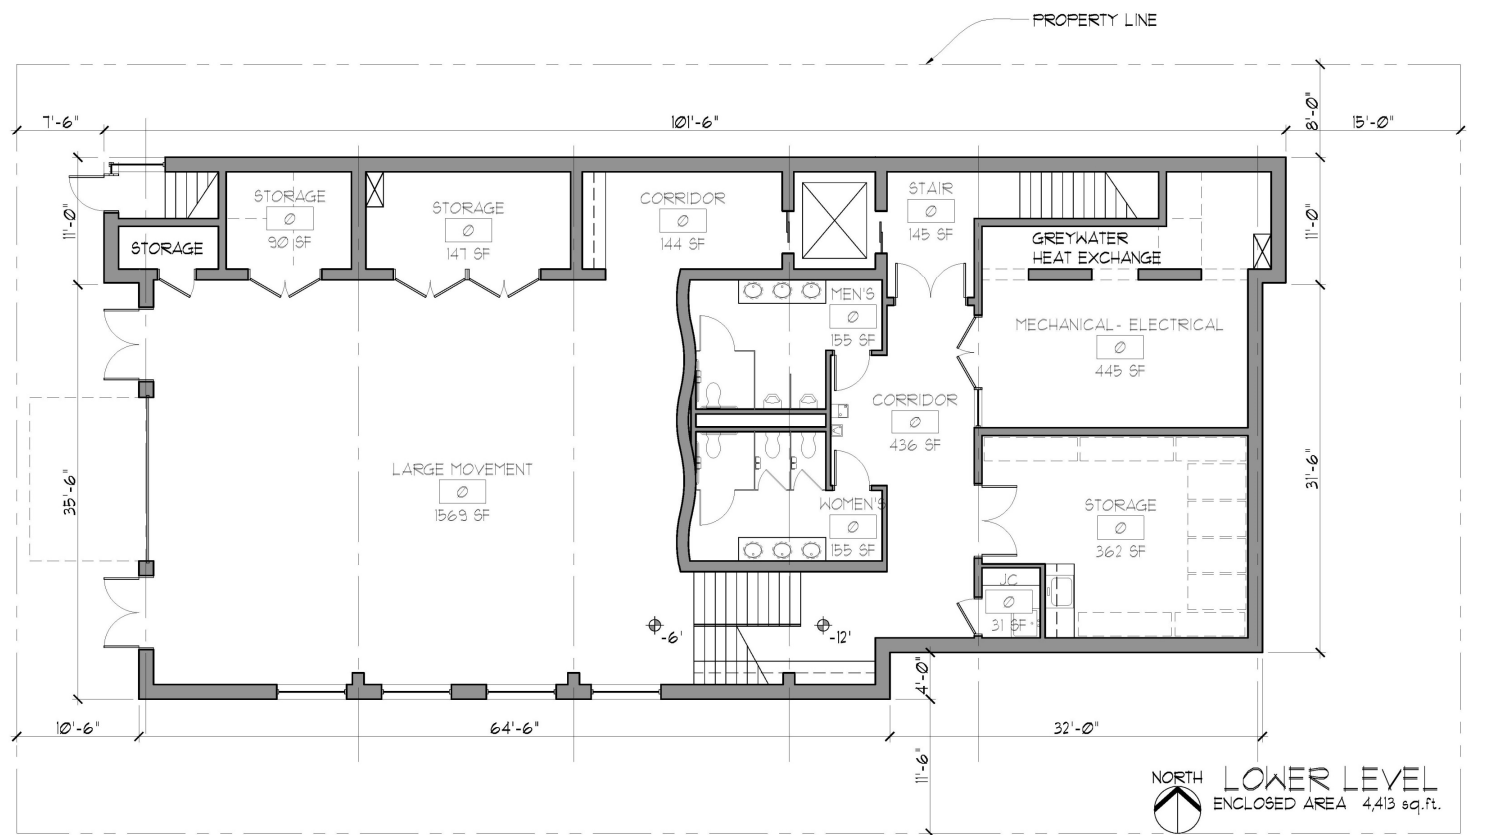 PROPERTY LINE
7'-6"
101'-6"
8'-0"
15'-0"
11'-0"
STORAGE
Ø
90 SF
STORAGE
Ø
147 SF
CORRIDOR
Ø
144 SF
STAIR
Ø
145 SF
11'-0"
STORAGE
GREYWATER
HEAT EXCHANGE
MEN'S
Ø
155 SF
MECHANICAL- ELECTRICAL
Ø
445 SF
CORRIDOR
Ø
436 SF
35'-6"
LARGE MOVEMENT
Ø
1569 SF
31'-6"
WOMEN'S
Ø
155 SF
STORAGE
Ø
362 SF
JC
Ø
31 SF
-6'
-12'
4'-0"
10'-6"
64'-6"
32'-0"
11'-6"
NORTH
LOWER LEVEL
ENCLOSED AREA 4,413 sq.ft.